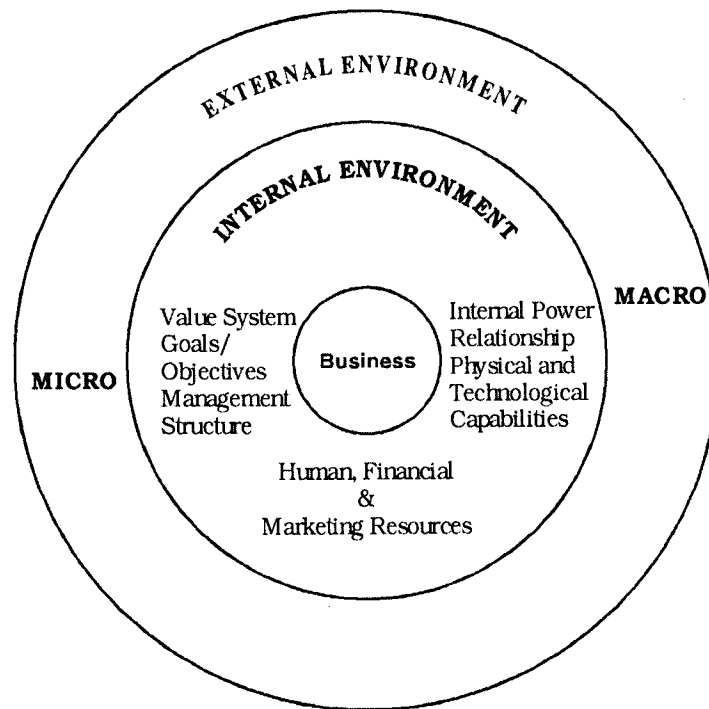 EXTERNAL ENVIRONMENT
INTERNAL ENVIRONMENT
MICRO
MACRO
Value System
Goals/
Objectives
Management
Structure
Business
Internal Power
Relationship
Physical and
Technological
Capabilities
Human, Financial
&
Marketing Resources